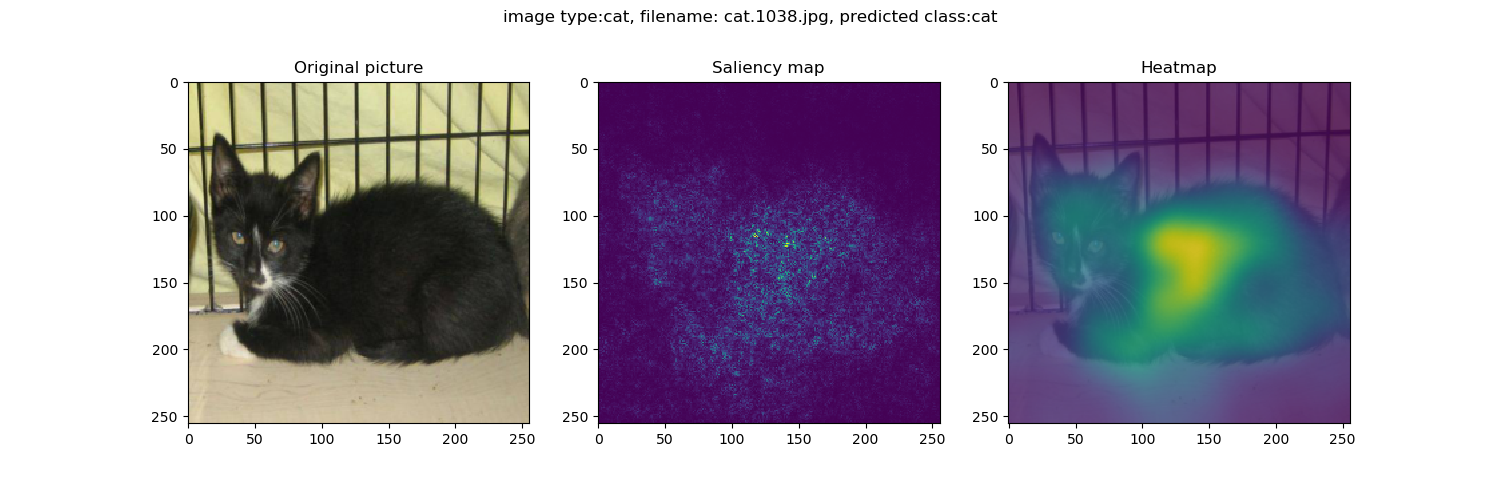 image type:cat, filename: cat.1038.jpg, predicted class:cat
Original picture
0
50
100
150
200
250
0 50 100 150 200 250
Saliency map
0
50
100
150
200
250
0 50 100 150 200 250
Heatmap
0
50
100
150
200
250
0 50 100 150 200 250